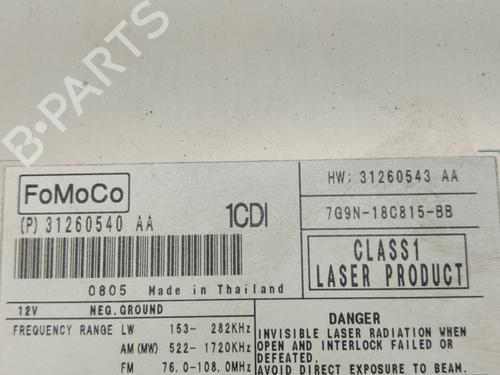 B-PARTS
FoMoCo
(P) 31260540 AA
1CDI
0805 Made in Thailand
HW: 31260543 AA
7G9N-18C815-BB
CLASS1
LASER PRODUCT
12V NEG.GROUND
FREQUENCY RANGE LW 153- 282KHz
AM (MW) 522-1720KHz
FM 76.0-108.0MHz
DANGER
INVISIBLE LASER RADIATION WHEN
OPEN AND INTERLOCK FAILED OR
DEFEATED.
AVOID DIRECT EXPOSURE TO BEAM.